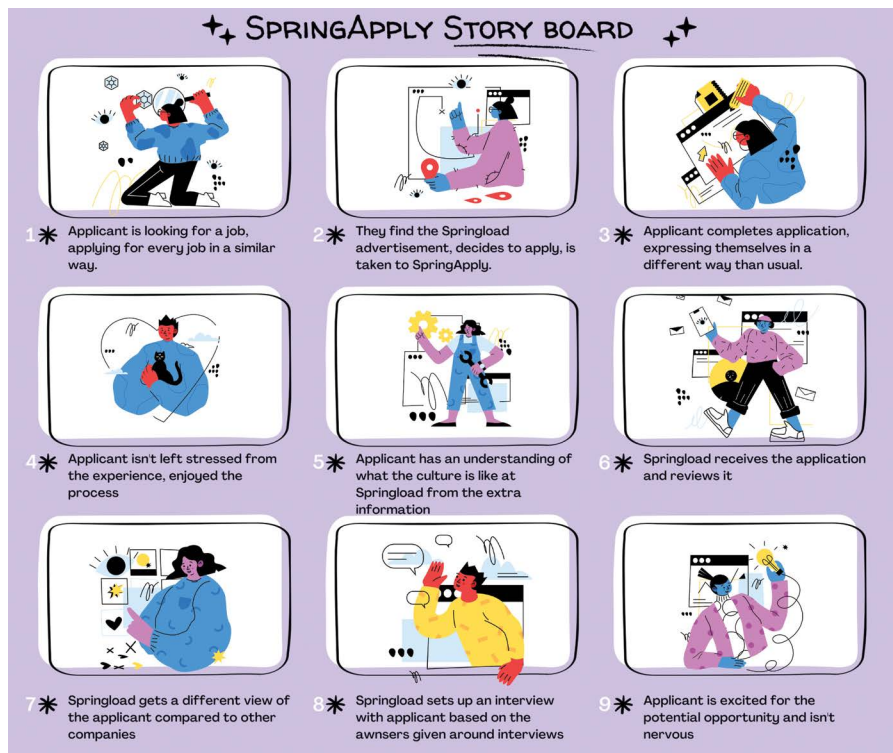 SPRINGAPPLY STORY BOARD
1 Applicant is looking for a job,
applying for every job in a similar
way.
2 They find the Springload
advertisement, decides to apply, is
taken to SpringApply.
3 Applicant completes application,
expressing themselves in a
different way than usual.
4 Applicant isn't left stressed from
the experience, enjoyed the
process
5 Applicant has an understanding of
what the culture is like at
Springload from the extra
information
6 Springload receives the application
and reviews it
7 Springload gets a different view of
the applicant compared to other
companies
8 Springload sets up an interview
with applicant based on the
awnsers given around interviews
9 Applicant is excited for the
potential opportunity and isn't
nervous